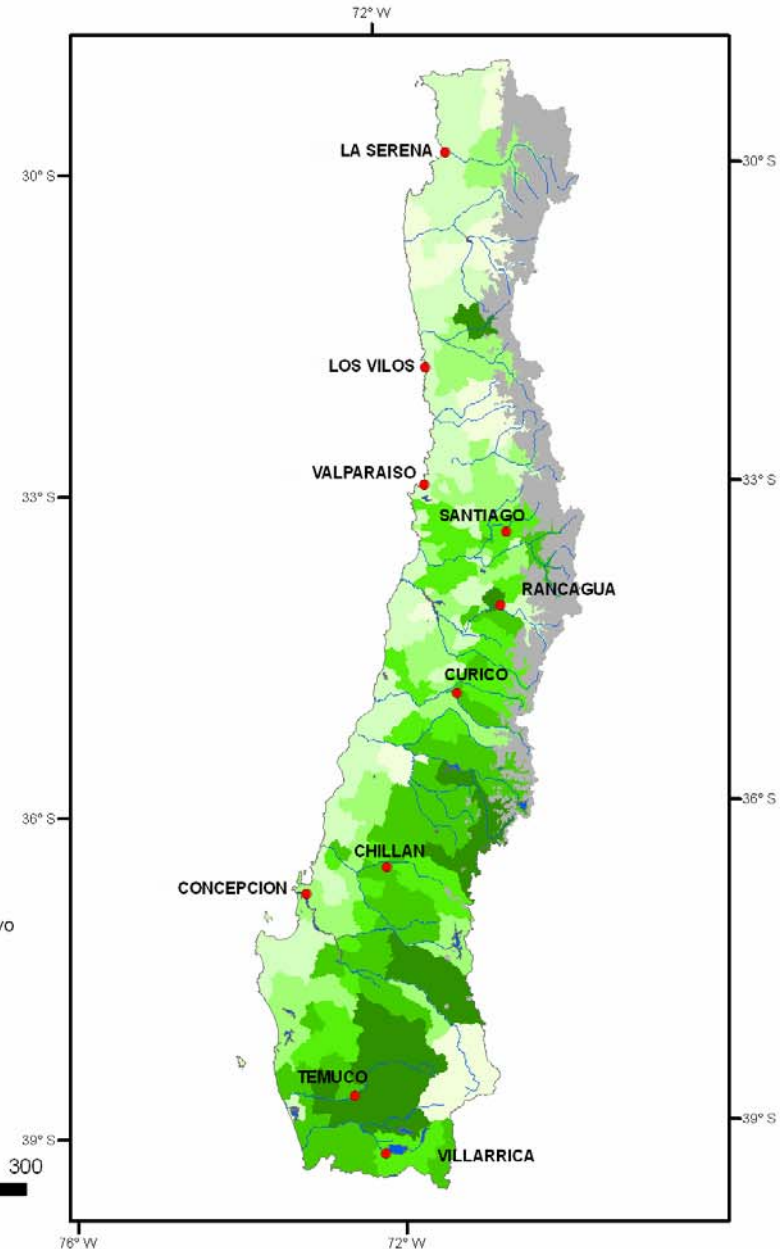 72° W
LA SERENA
30° S
30° S
LOS VILOS
VALPARAISO
33° S
33° S
SANTIAGO
RANCAGUA
CURICO
36° S
36° S
CHILLAN
CONCEPCION
vo
TEMUCO
39° S
39° S
VILLARRICA
300
76° W
72° W